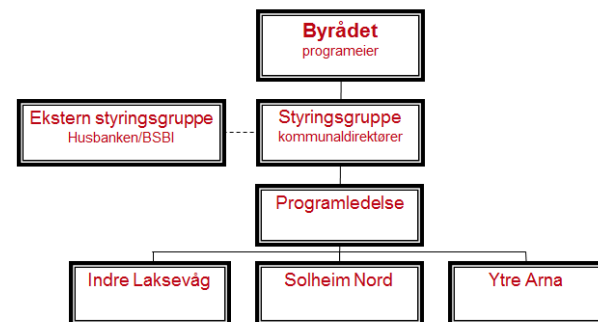 Byrådet
programeier
Ekstern styringsgruppe
Husbanken/BSBI
Styringsgruppe
kommunaldirektører
Programledelse
Indre Laksevåg
Solheim Nord
Ytre Arna